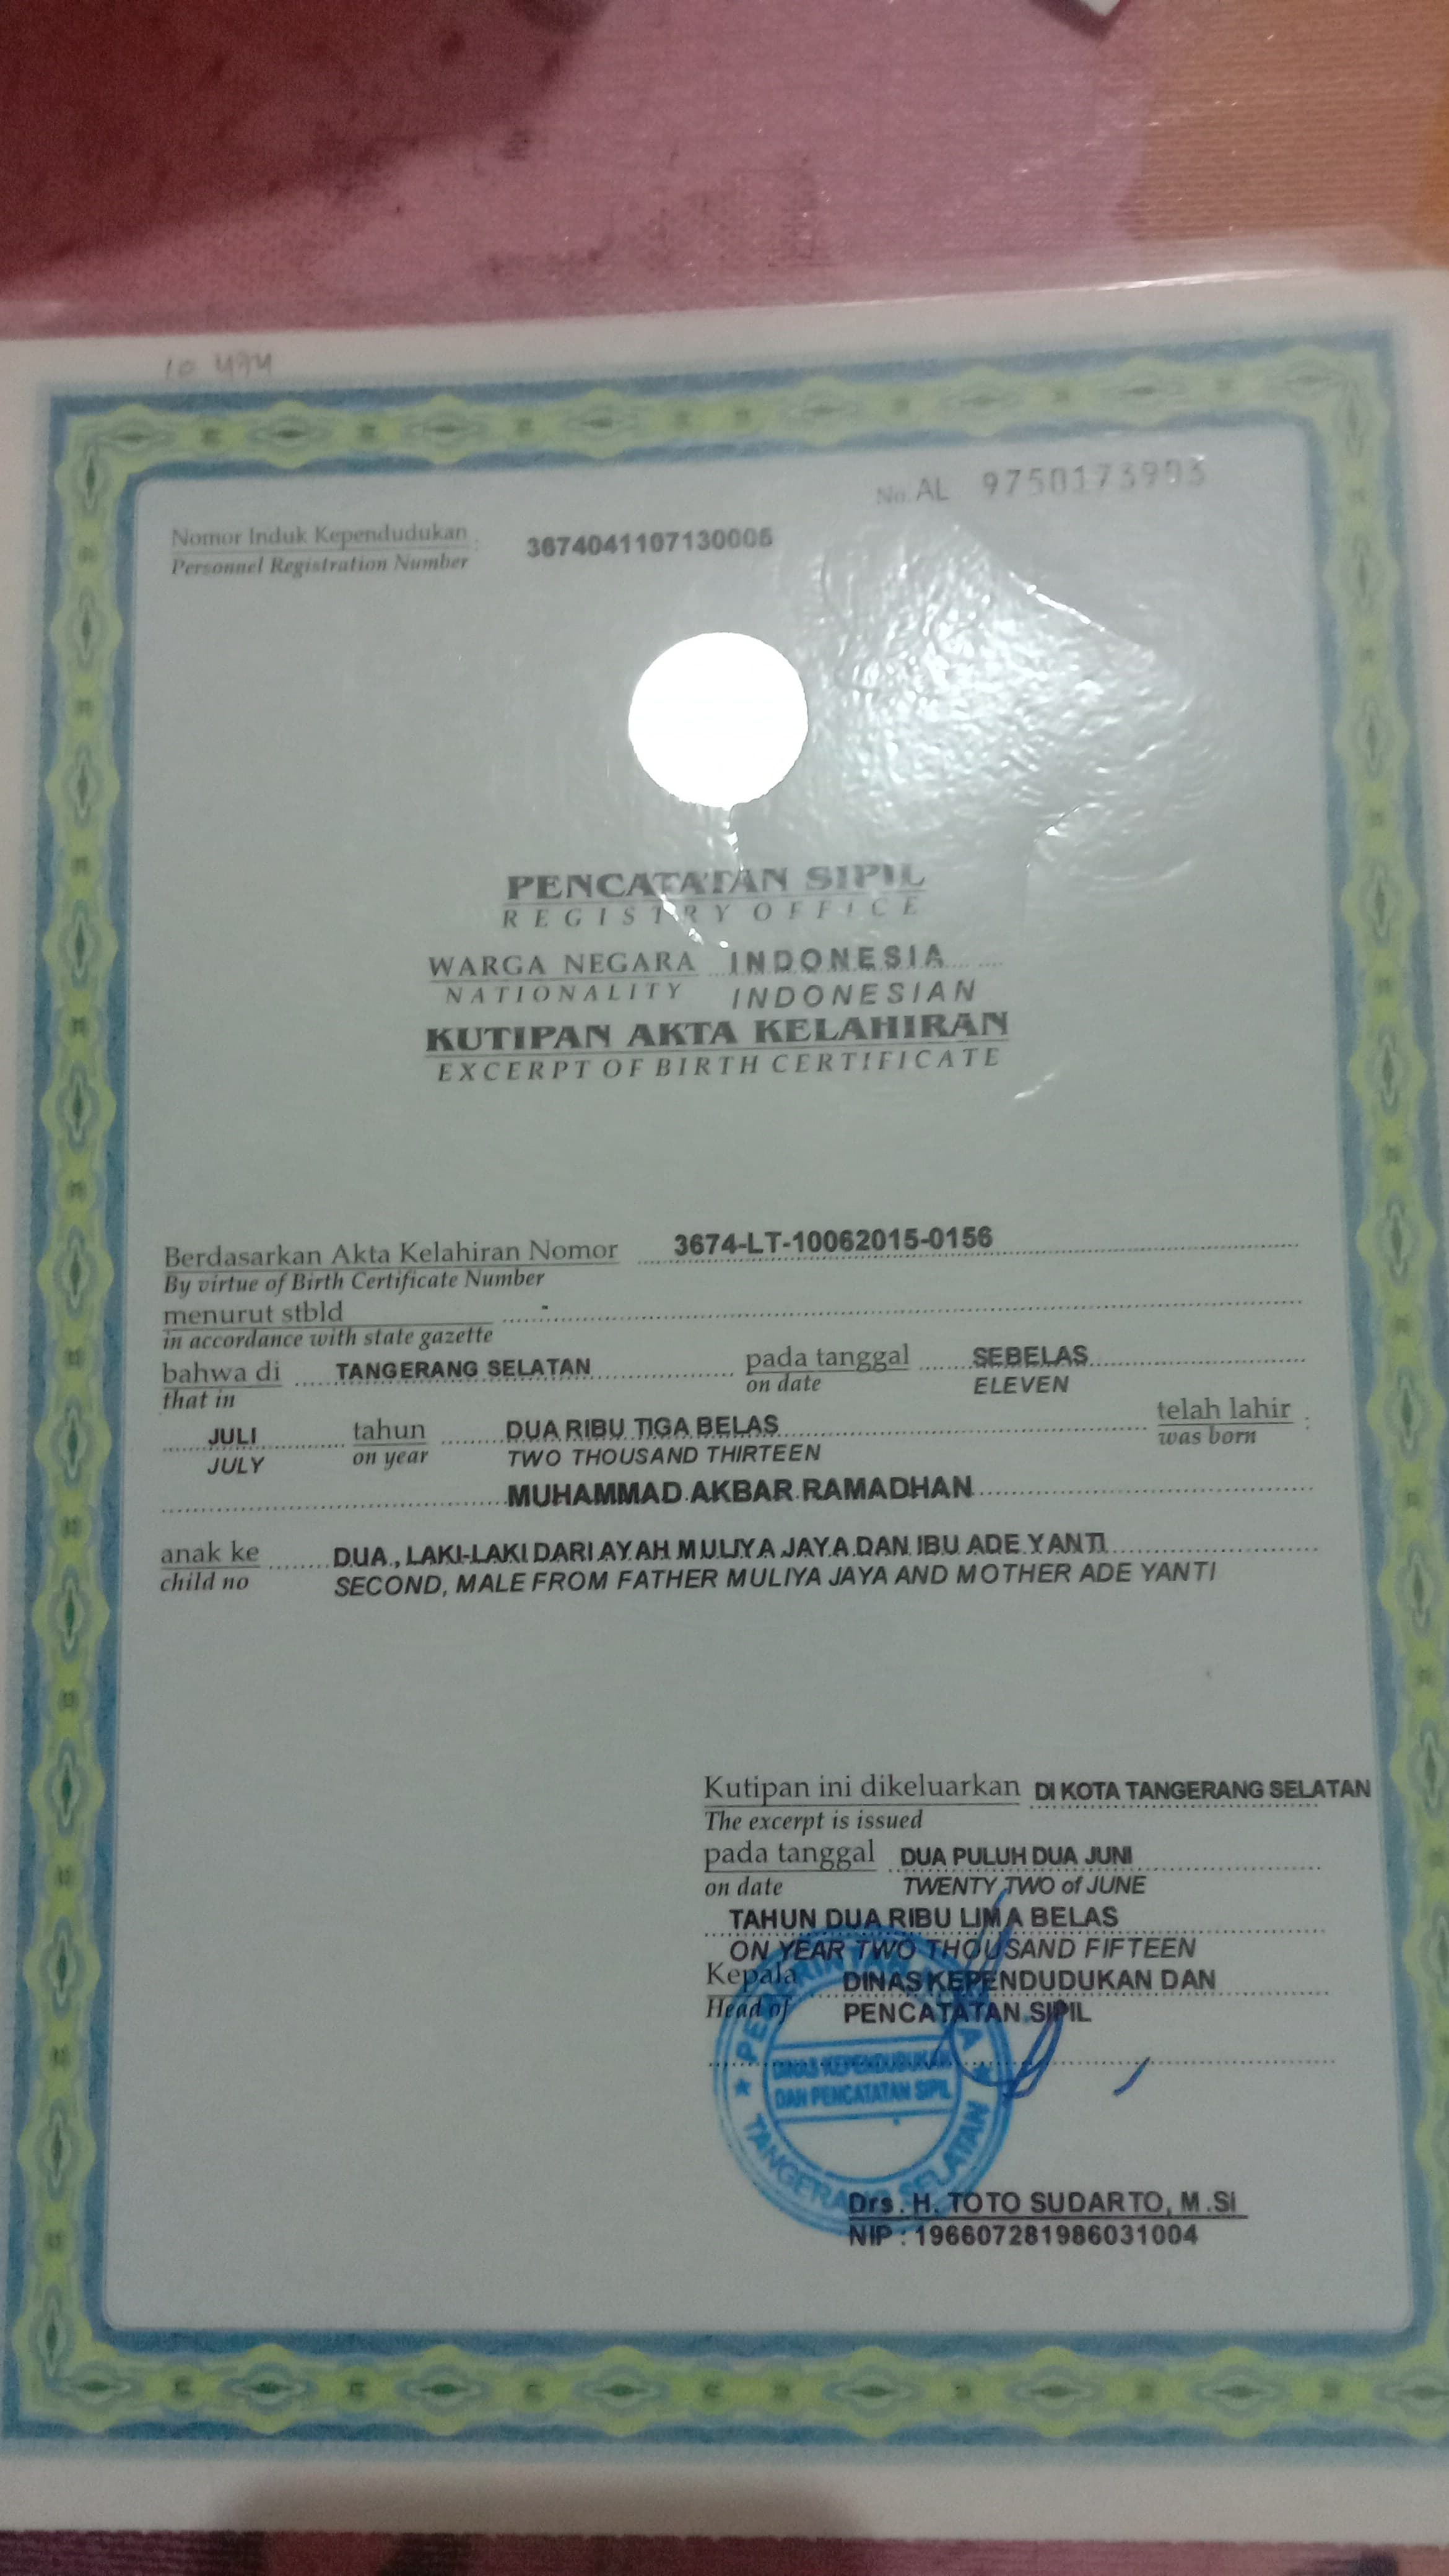 10 494
No. AL 9750173993
Nomor Induk Kependudukan : 3674041107130005
Personnel Registration Number
PENCATATAN SIPIL
REGISTRY OFFICE
WARGA NEGARA INDONESIA
NATIONALITY INDONESIAN
KUTIPAN AKTA KELAHIRAN
EXCERPT OF BIRTH CERTIFICATE
Berdasarkan Akta Kelahiran Nomor 3674-LT-10062015-0156
By virtue of Birth Certificate Number
menurut stbld -
in accordance with state gazette
bahwa di TANGERANG SELATAN pada tanggal SEBELAS
that in on date ELEVEN
JULI tahun DUA RIBU TIGA BELAS telah lahir :
JULY on year TWO THOUSAND THIRTEEN was born
MUHAMMAD AKBAR RAMADHAN
anak ke DUA, LAKI-LAKI DARI AYAH MULIYA JAYA DAN IBU ADE YANTI
child no SECOND, MALE FROM FATHER MULIYA JAYA AND MOTHER ADE YANTI
Kutipan ini dikeluarkan DI KOTA TANGERANG SELATAN
The excerpt is issued
pada tanggal DUA PULUH DUA JUNI
on date TWENTY TWO of JUNE
TAHUN DUA RIBU LIMA BELAS
ON YEAR TWO THOUSAND FIFTEEN
Kepala DINAS KEPENDUDUKAN DAN
Head of PENCATATAN SIPIL
DINAS KEPENDUDUKAN
DAN PENCATATAN SIPIL
TANGERANG SELATAN
Drs. H. TOTO SUDARTO, M.Si
NIP : 196607281986031004